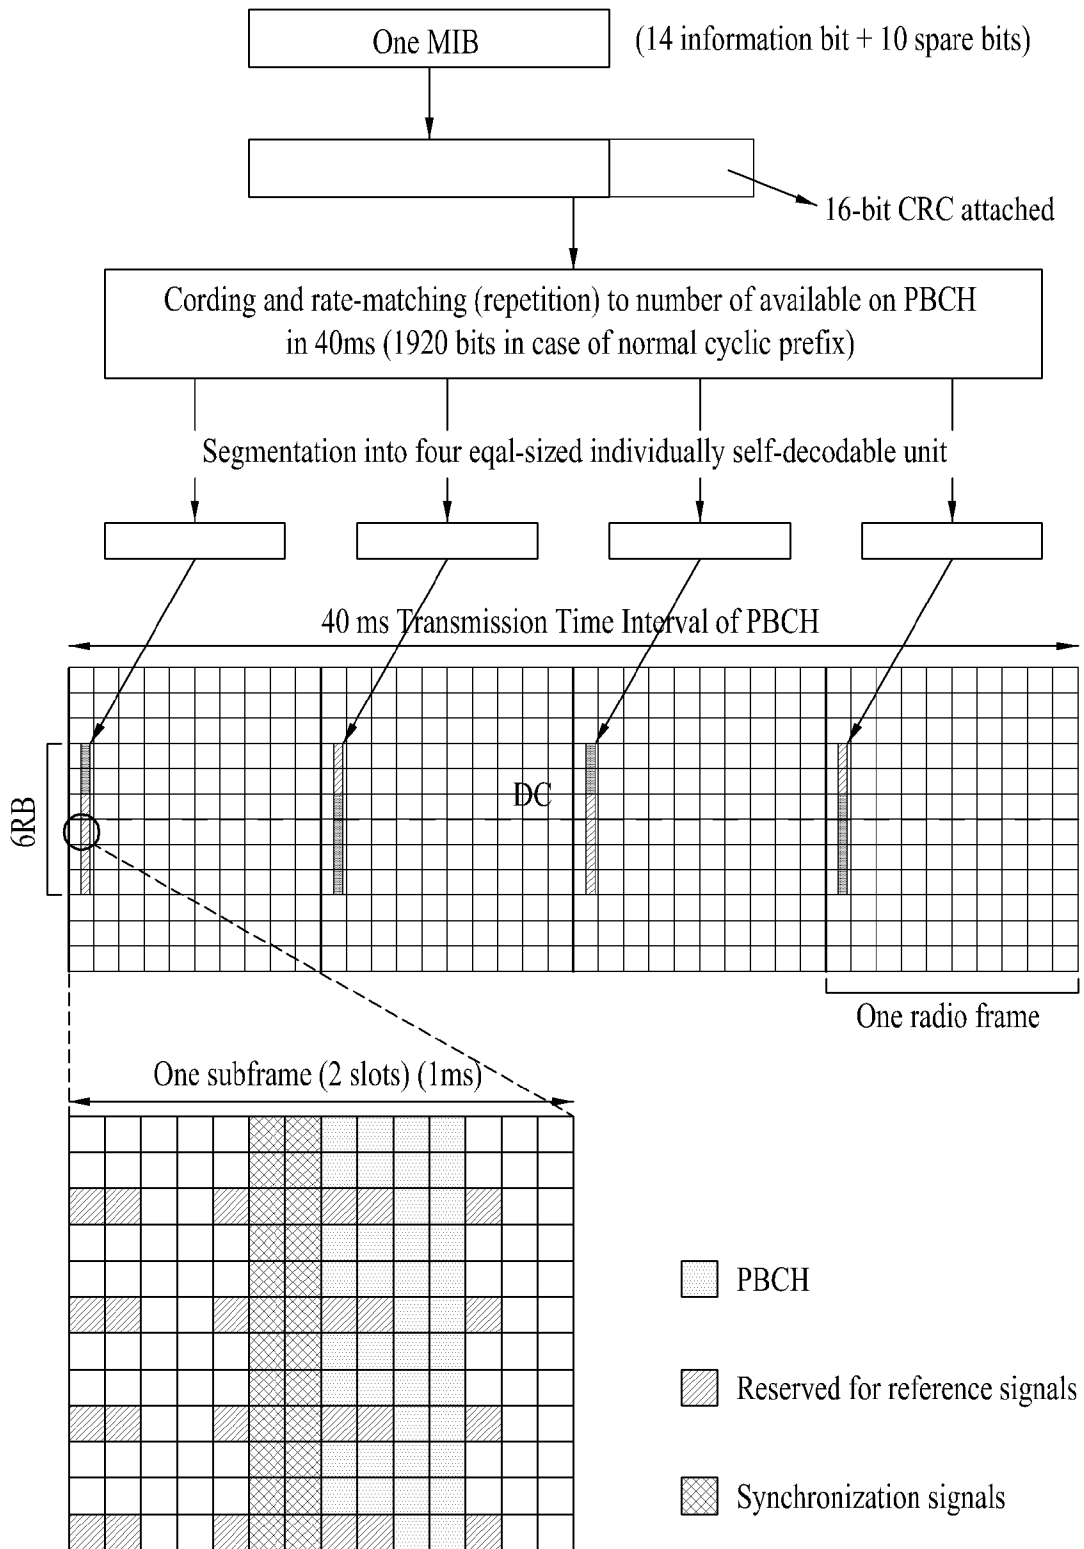 One MIB
(14 information bit + 10 spare bits)
16-bit CRC attached
Cording and rate-matching (repetition) to number of available on PBCH
in 40ms (1920 bits in case of normal cyclic prefix)
Segmentation into four eqal-sized individually self-decodable unit
40 ms Transmission Time Interval of PBCH
DC
6RB
One radio frame
One subframe (2 slots) (1ms)
PBCH
Reserved for reference signals
Synchronization signals